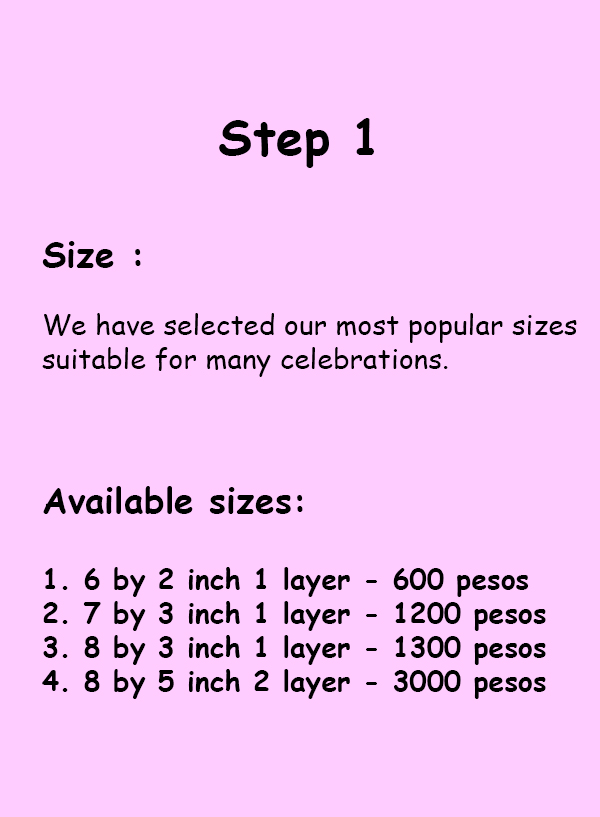 Step 1
Size :
We have selected our most popular sizes
suitable for many celebrations.
Available sizes:
1. 6 by 2 inch 1 layer - 600 pesos
2. 7 by 3 inch 1 layer - 1200 pesos
3. 8 by 3 inch 1 layer - 1300 pesos
4. 8 by 5 inch 2 layer - 3000 pesos